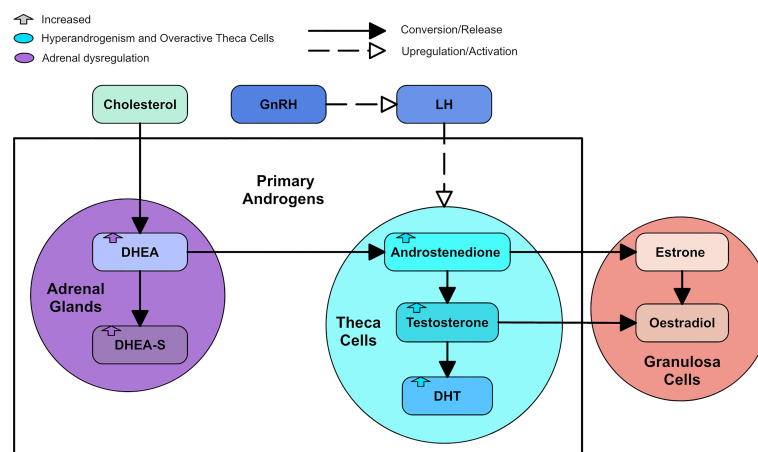 Increased
Hyperandrogenism and Overactive Theca Cells
Adrenal dysregulation
Conversion/Release
Upregulation/Activation
Cholesterol
GnRH
LH
Primary
Androgens
DHEA
Androstenedione
Estrone
Adrenal
Glands
Theca
Cells
Testosterone
Oestradiol
DHEA-S
Granulosa
Cells
DHT